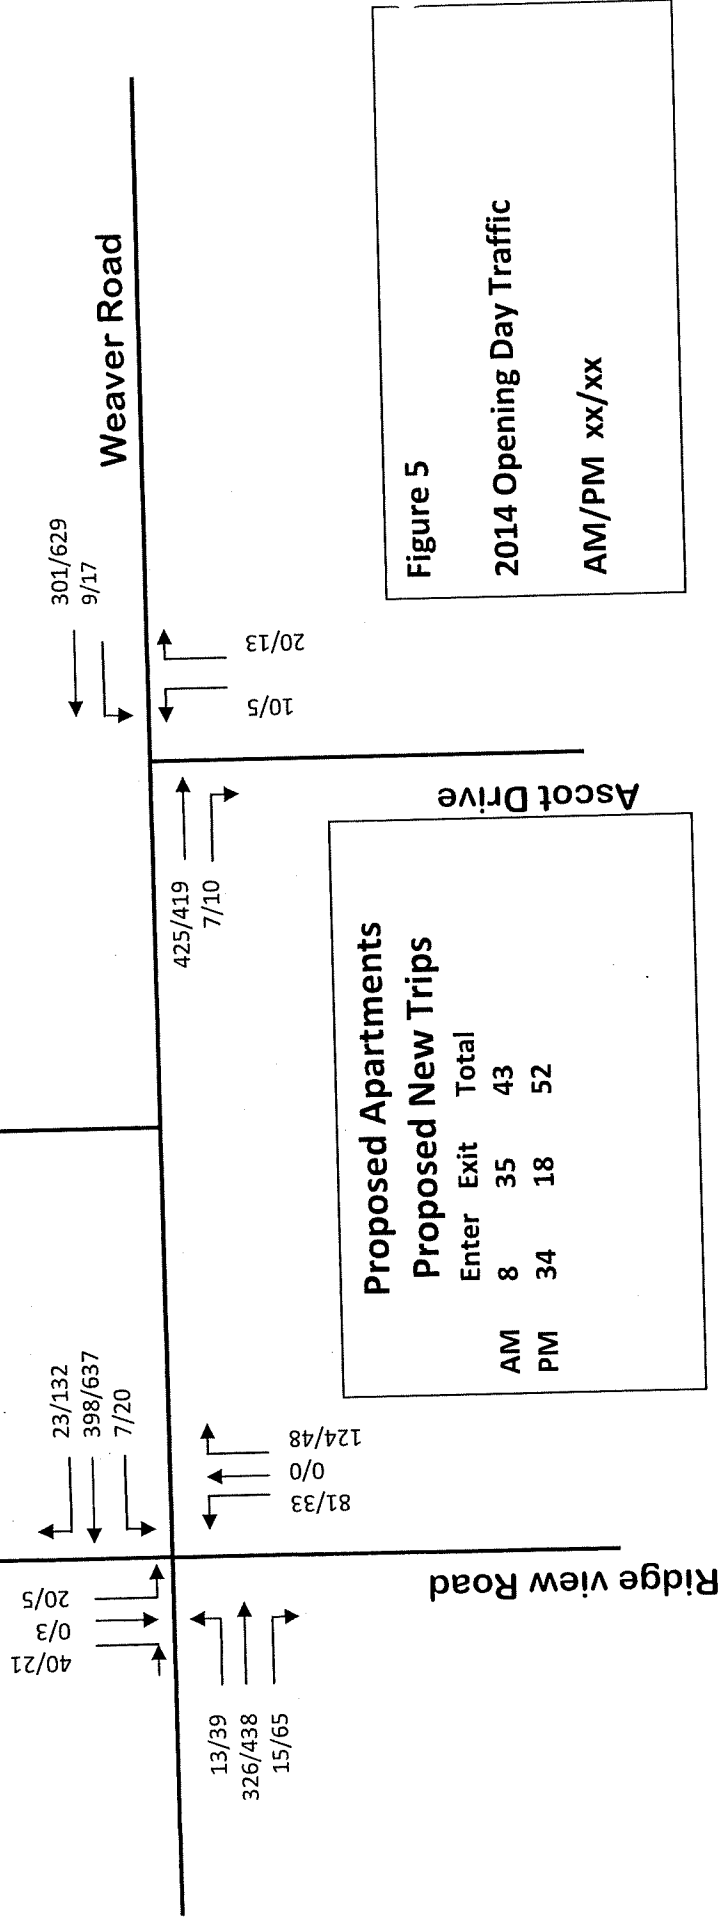 Weaver Road
301/629
9/17
20/13
10/5
425/419
7/10
Ascot Drive
23/132
398/637
7/20
124/48
0/0
81/33
20/5
0/3
40/21
13/39
326/438
15/65
Ridge view Road
Proposed Apartments
Proposed New Trips
Enter Exit Total
AM 8 35 43
PM 34 18 52
Figure 5
2014 Opening Day Traffic
AM/PM xx/xx